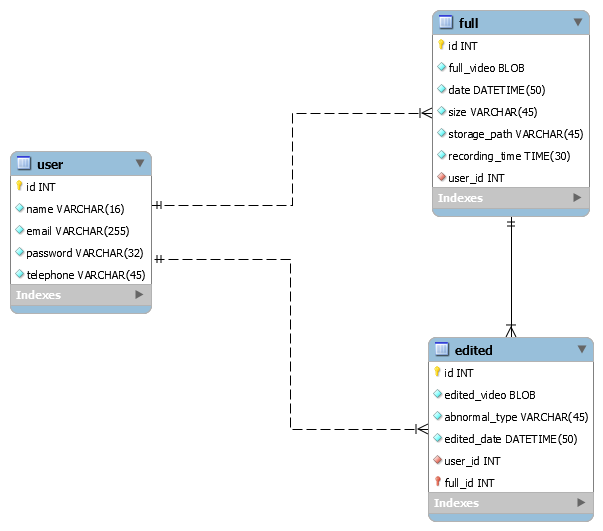 full
id INT
full_video BLOB
date DATETIME(50)
size VARCHAR(45)
storage_path VARCHAR(45)
recording_time TIME(30)
user_id INT
Indexes
user
id INT
name VARCHAR(16)
email VARCHAR(255)
password VARCHAR(32)
telephone VARCHAR(45)
Indexes
edited
id INT
edited_video BLOB
abnormal_type VARCHAR(45)
edited_date DATETIME(50)
user_id INT
full_id INT
Indexes